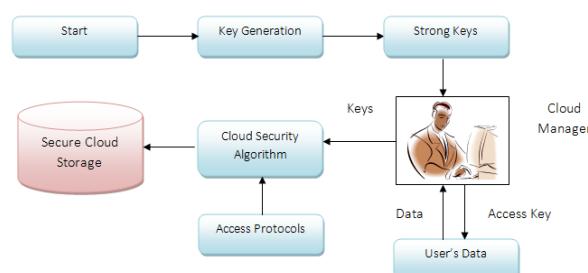 Start
Key Generation
Strong Keys
Keys
Cloud
Manager
Secure Cloud
Storage
Cloud Security
Algorithm
Data
Access Key
Access Protocols
User's Data